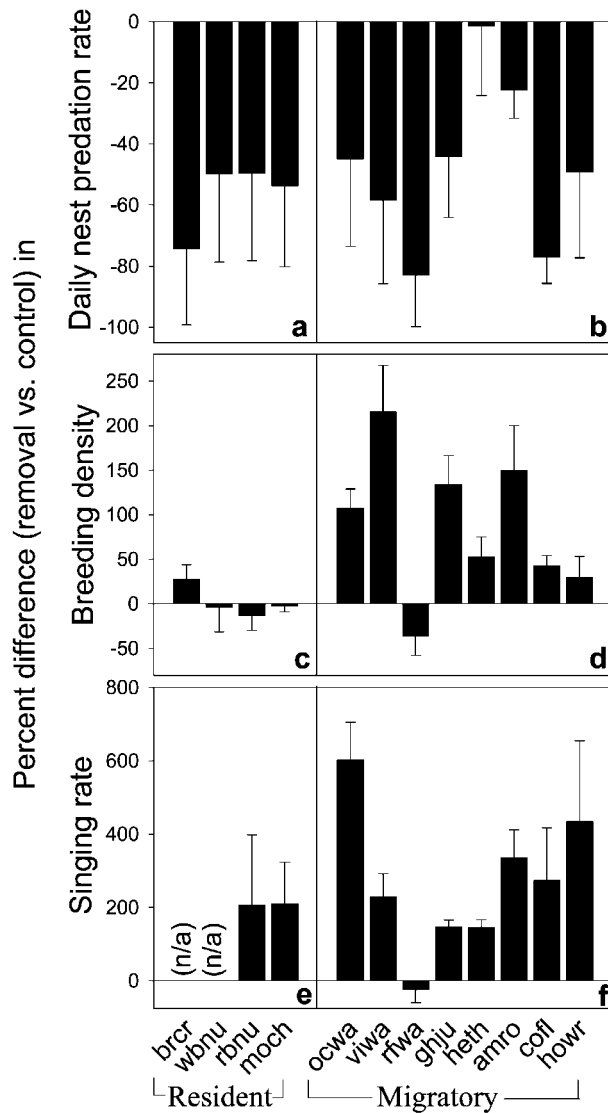 Percent difference (removal vs. control) in
Daily nest predation rate
0
-20
-40
-60
-80
-100
a
b
Breeding density
250
200
150
100
50
0
-50
c
d
Singing rate
800
600
400
200
0
(n/a)
(n/a)
e
f
brcr
wbnu
rbnu
moch
ocwa
viwa
rfwa
ghju
heth
amro
cofl
howr
Resident
Migratory